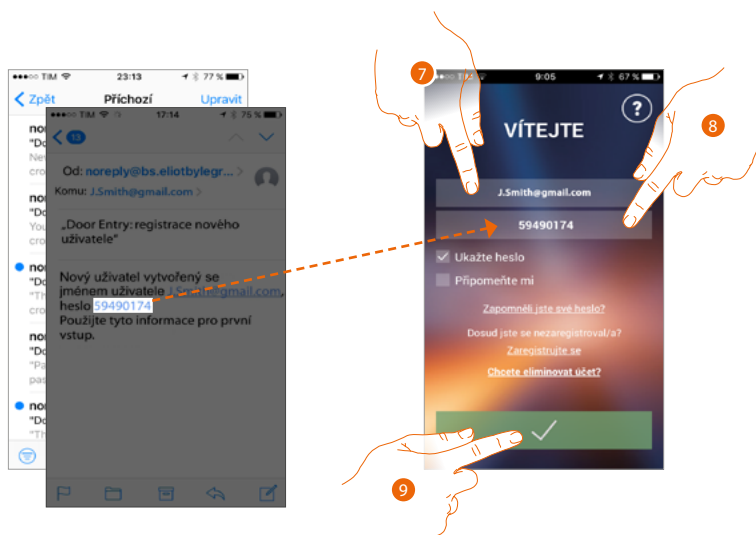 TIM 23:13 77 %
Zpět Příchozí Upravit
TIM 17:14 75 %
13
Od: noreply@bs.eliotbylegr...
Komu: J.Smith@gmail.com
„Door Entry: registrace nového
uživatele"
Nový uživatel vytvořený se
jménem uživatele J.Smith@gmail.com,
heslo 59490174
Použijte tyto informace pro první
vstup.
7
9:05 67 %
?
VÍTEJTE
8
J.Smith@gmail.com
59490174
Ukažte heslo
Připomeňte mi
Zapomněli jste své heslo?
Dosud jste se nezaregistroval/a?
Zaregistrujte se
Chcete eliminovat účet?
9